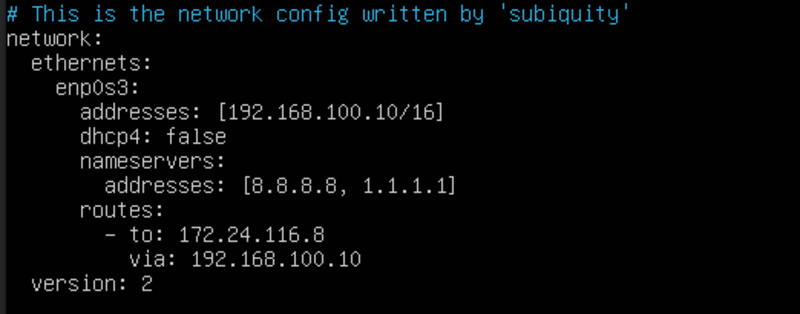 # This is the network config written by 'subiquity'
network:
  ethernets:
    enp0s3:
      addresses: [192.168.100.10/16]
      dhcp4: false
      nameservers:
        addresses: [8.8.8.8, 1.1.1.1]
      routes:
        - to: 172.24.116.8
          via: 192.168.100.10
  version: 2